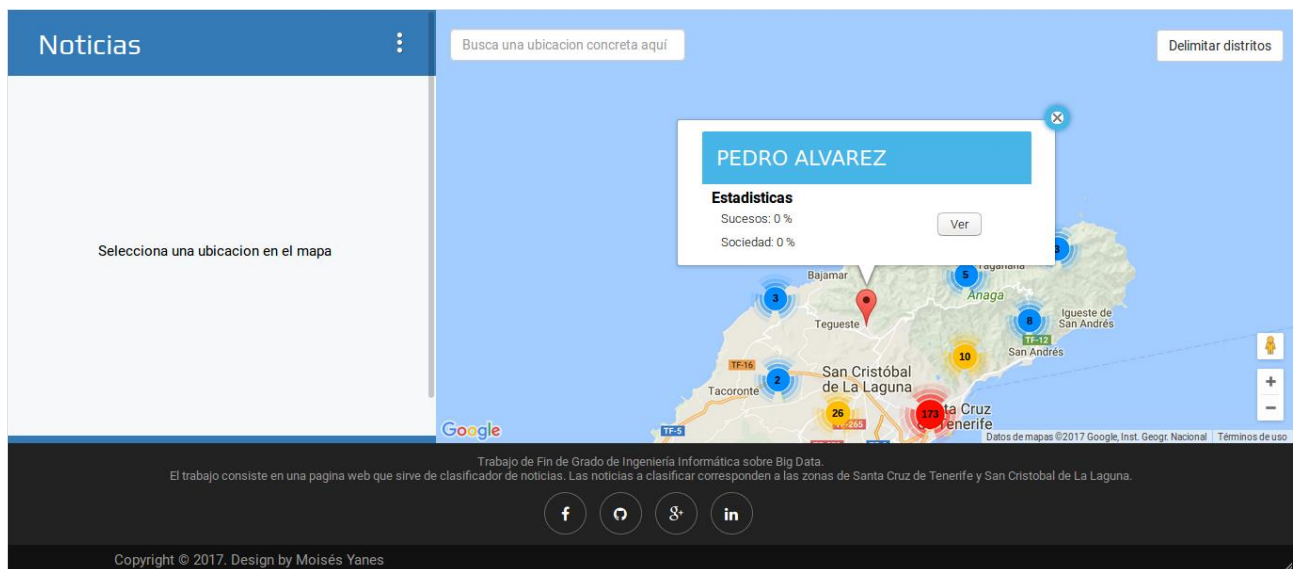 Noticias
Busca una ubicacion concreta aquí
Delimitar distritos
PEDRO ALVAREZ
Estadisticas
Sucesos: 0 %
Ver
Sociedad: 0 %
Selecciona una ubicacion en el mapa
Bajamar
Taganana
3
5
3
Anaga
Tegueste
8
Igueste de
San Andrés
TF-12
San Andrés
10
TF-16
San Cristóbal
de La Laguna
Tacoronte
2
26
173
ta Cruz
Tenerife
TF-265
TF-5
Google
Datos de mapas ©2017 Google, Inst. Geogr. Nacional
Términos de uso
Trabajo de Fin de Grado de Ingeniería Informática sobre Big Data.
El trabajo consiste en una pagina web que sirve de clasificador de noticias. Las noticias a clasificar corresponden a las zonas de Santa Cruz de Tenerife y San Cristobal de La Laguna.
Copyright © 2017. Design by Moisés Yanes